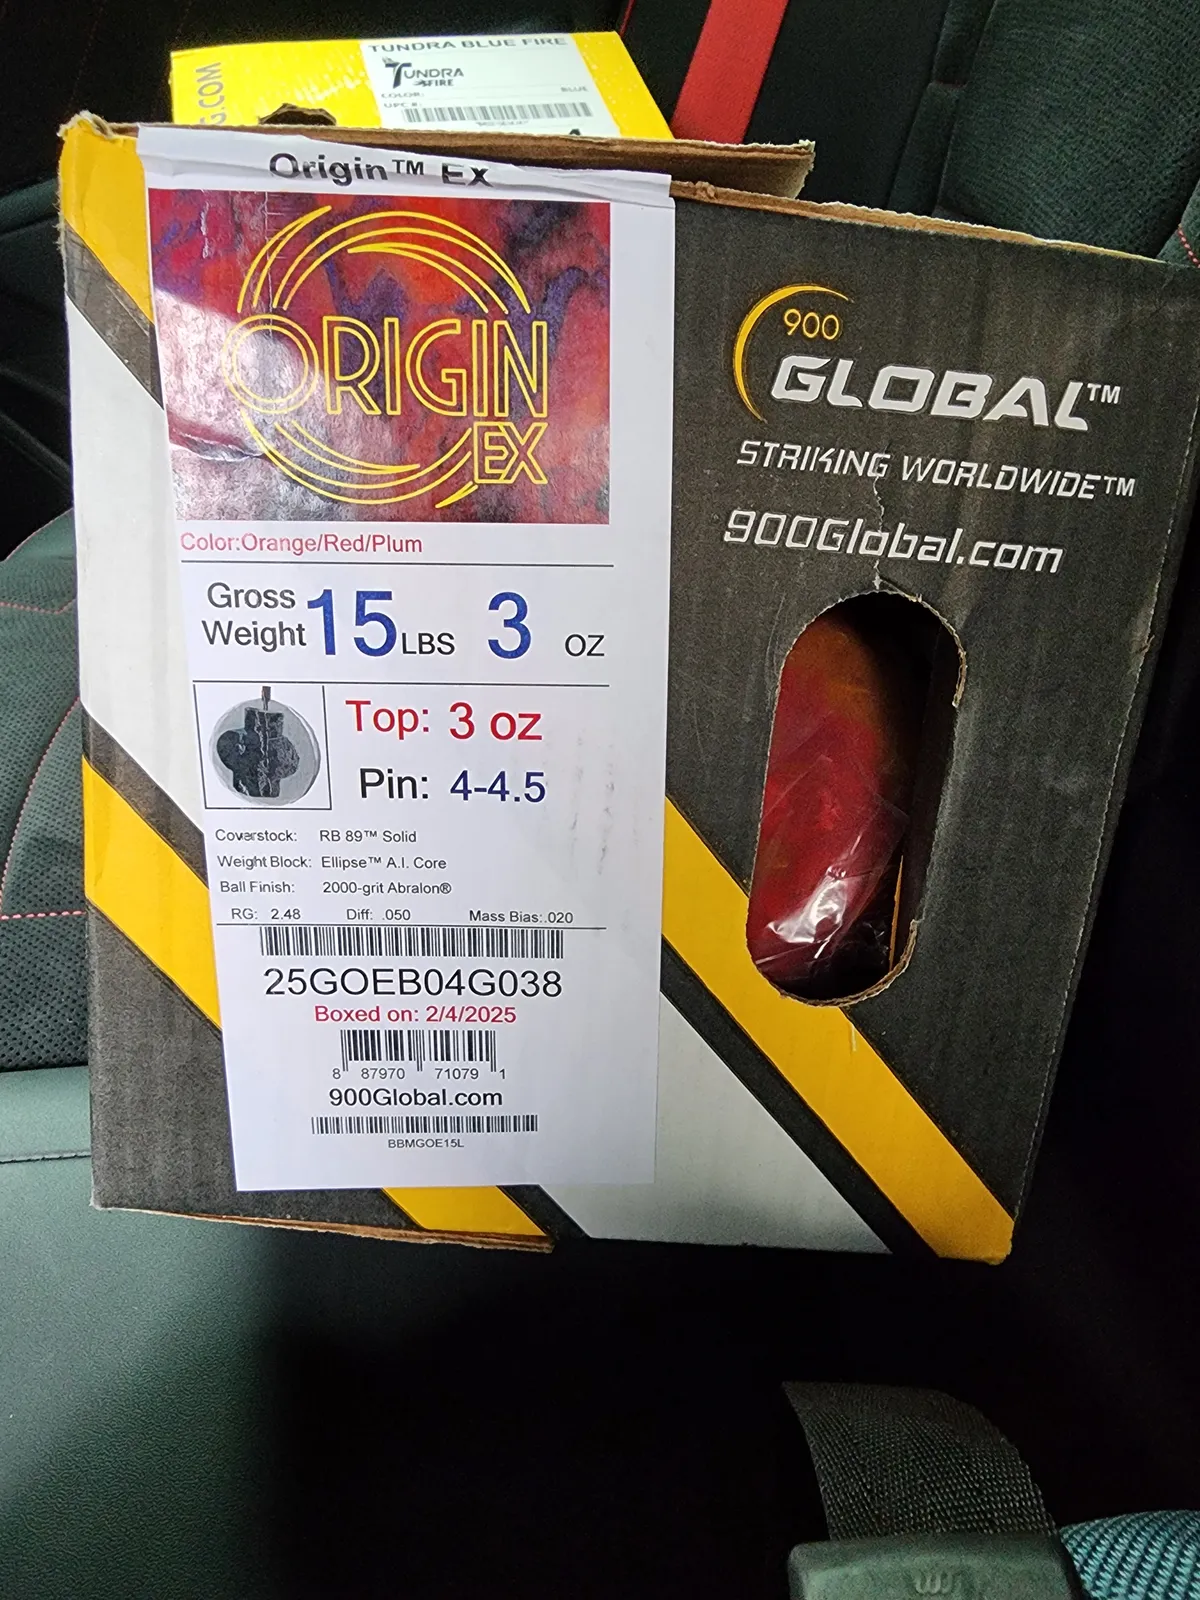 TUNDRA BLUE FIRE
TUNDRA
FIRE
COLOR: BLUE
UPC #:
G.COM
Origin™ Ex
ORIGIN
EX
Color:Orange/Red/Plum
Gross
Weight 15 LBS 3 OZ
Top: 3 oz
Pin: 4-4.5
Coverstock: RB 89™ Solid
Weight Block: Ellipse™ A.I. Core
Ball Finish: 2000-grit Abralon®
RG: 2.48 Diff: .050 Mass Bias:.020
25GOEB04G038
Boxed on: 2/4/2025
8 87970 71079 1
900Global.com
BBMGOE15L
900
GLOBAL™
STRIKING WORLDWIDE™
900Global.com